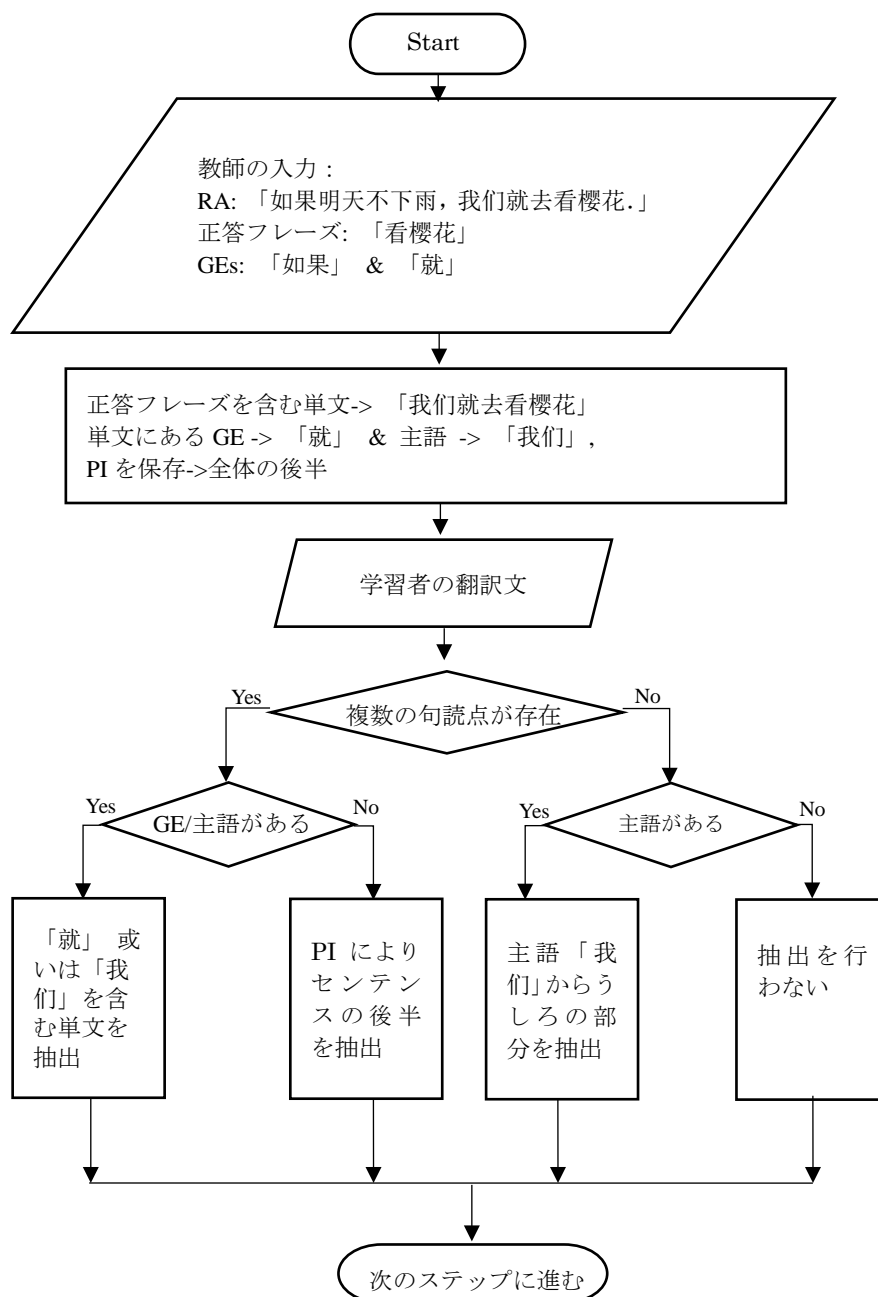 Start
教師の入力：
RA: 「如果明天不下雨，我们就去看樱花．」
正答フレーズ: 「看樱花」
GEs: 「如果」 & 「就」
正答フレーズを含む単文-> 「我们就去看樱花」
単文にある GE -> 「就」 & 主語 -> 「我们」,
PI を保存->全体の後半
学習者の翻訳文
Yes
複数の句読点が存在
No
Yes
GE/主語がある
No
Yes
主語がある
No
「就」 或
いは「我
们」を含
む単文を
抽出
PI により
センテン
スの後半
を抽出
主語「我
们」からう
しろの部
分を抽出
抽出を行
わない
次のステップに進む